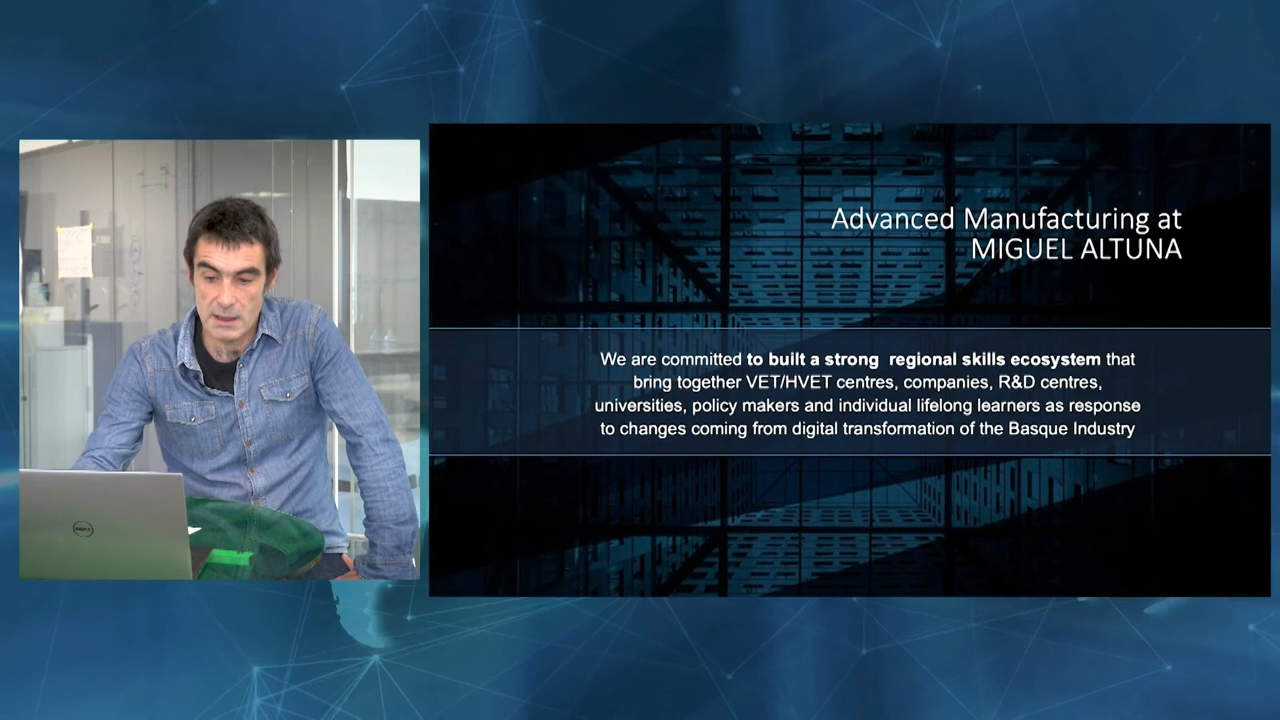 Advanced Manufacturing at
MIGUEL ALTUNA
We are committed to built a strong  regional skills ecosystem that
bring together VET/HVET centres, companies, R&D centres,
universities, policy makers and individual lifelong learners as response
to changes coming from digital transformation of the Basque Industry
DELL